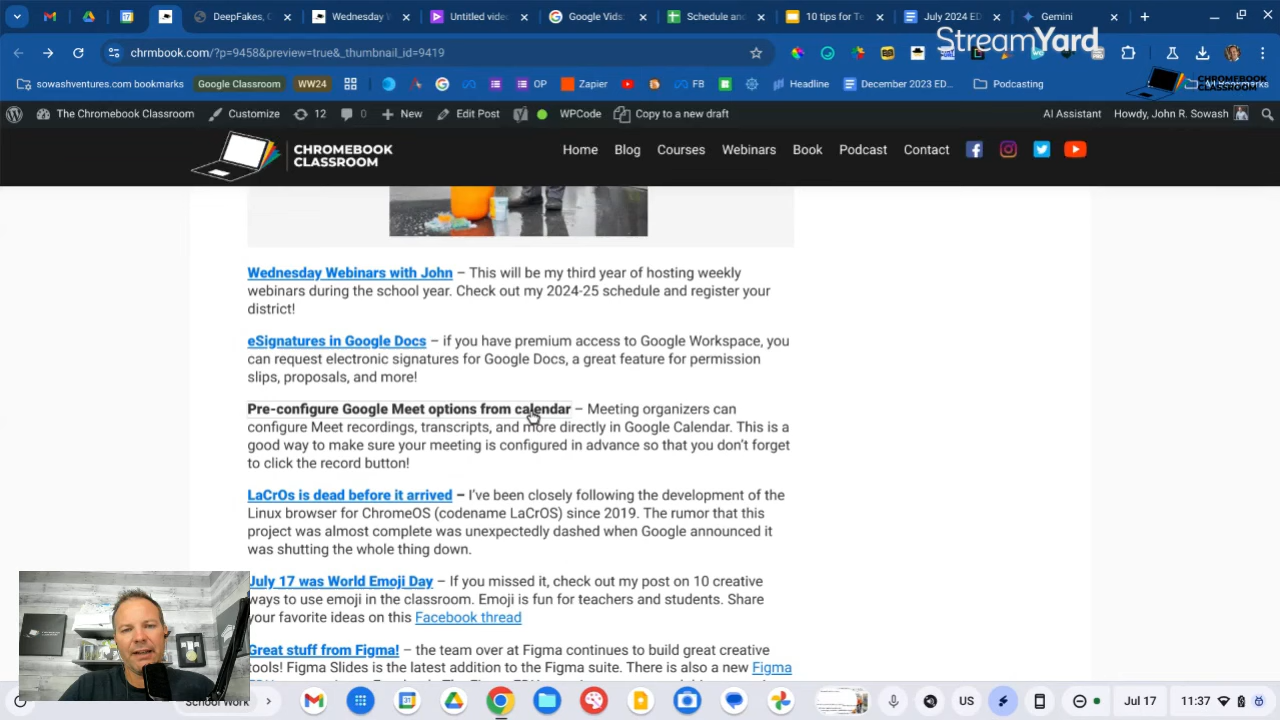 DeepFakes, C
Wednesday W
Untitled video
Google Vids
Schedule and
10 tips for Te
July 2024 ED
Gemini
StreamYard
chrmbook.com/?p=9458&preview=true&_thumbnail_id=9419
sowashventures.com bookmarks
Google Classroom
WW24
OP
Zapier
FB
Headline
December 2023 ED...
Podcasting
CHROMEBOOK
CLASSROOM
The Chromebook Classroom
Customize
12
New
Edit Post
WPCode
Copy to a new draft
AI Assistant
Howdy, John R. Sowash
CHROMEBOOK
CLASSROOM
Home
Blog
Courses
Webinars
Book
Podcast
Contact
Wednesday Webinars with John – This will be my third year of hosting weekly
webinars during the school year. Check out my 2024-25 schedule and register your
district!
eSignatures in Google Docs – if you have premium access to Google Workspace, you
can request electronic signatures for Google Docs, a great feature for permission
slips, proposals, and more!
Pre-configure Google Meet options from calendar – Meeting organizers can
configure Meet recordings, transcripts, and more directly in Google Calendar. This is a
good way to make sure your meeting is configured in advance so that you don't forget
to click the record button!
LaCrOs is dead before it arrived – I've been closely following the development of the
Linux browser for ChromeOS (codename LaCrOS) since 2019. The rumor that this
project was almost complete was unexpectedly dashed when Google announced it
was shutting the whole thing down.
July 17 was World Emoji Day – If you missed it, check out my post on 10 creative
ways to use emoji in the classroom. Emoji is fun for teachers and students. Share
your favorite ideas on this Facebook thread
Great stuff from Figma! – the team over at Figma continues to build great creative
tools! Figma Slides is the latest addition to the Figma suite. There is also a new Figma
School Work
US
Jul 17
11:37